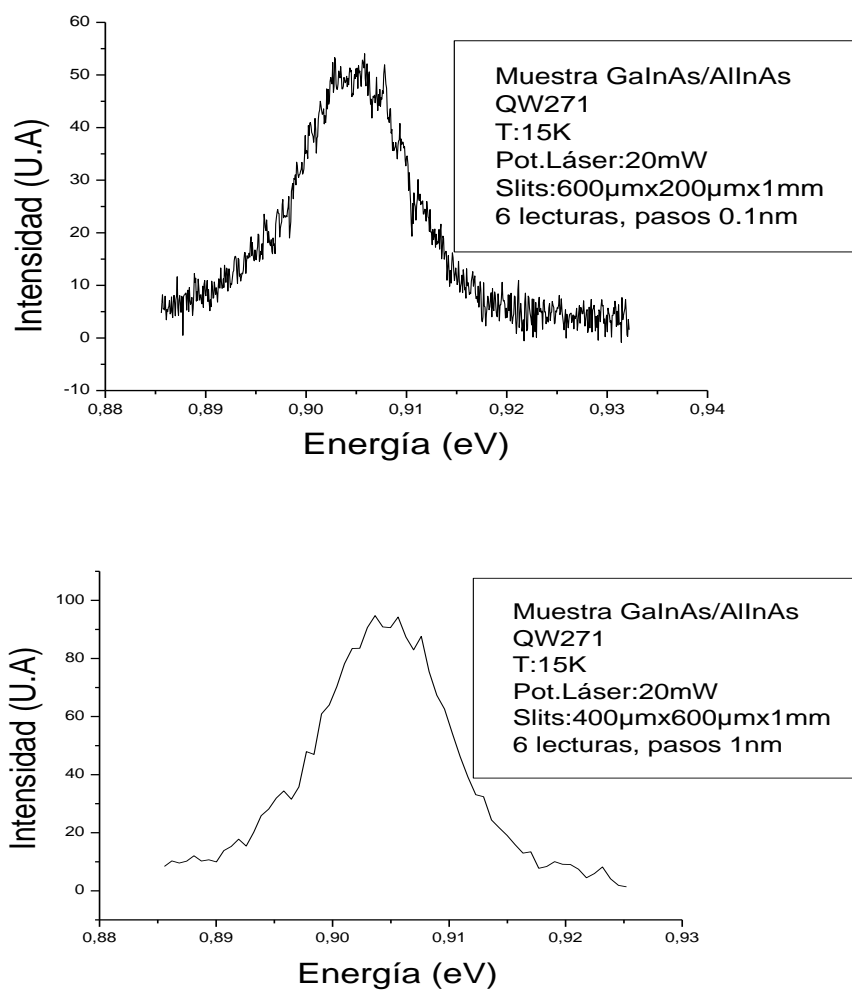 60
50
40
30
20
10
0
-10
0,88 0,89 0,90 0,91 0,92 0,93 0,94
Intensidad (U.A)
Energía (eV)
Muestra GaInAs/AlInAs
QW271
T:15K
Pot.Láser:20mW
Slits:600µmx200µmx1mm
6 lecturas, pasos 0.1nm
100
80
60
40
20
0
0,88 0,89 0,90 0,91 0,92 0,93
Intensidad (U.A)
Energía (eV)
Muestra GaInAs/AlInAs
QW271
T:15K
Pot.Láser:20mW
Slits:400µmx600µmx1mm
6 lecturas, pasos 1nm